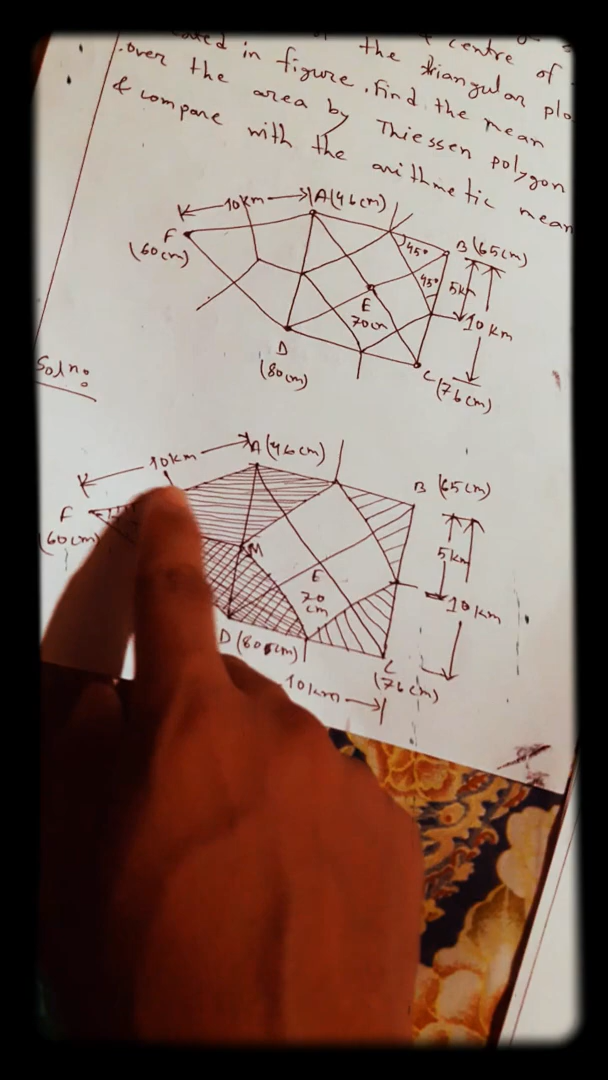 centre of
in figure. Find the mean
the triangular plo
over the area by Thiessen polygon
& compare with the arithmetic mean
10km
A(46cm)
F
(60cm)
45°
B (65cm)
45°
5km
10km
E
70cm
D
(80cm)
C
(76cm)
Soln:
10km
A(46cm)
B (65cm)
F
(60cm)
M
5km
E
70
cm
10km
D(80cm)
C
(76cm)
10km